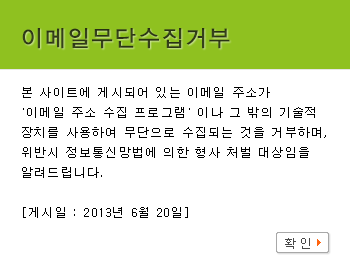 이메일무단수집거부
본 사이트에 게시되어 있는 이메일 주소가
'이메일 주소 수집 프로그램' 이나 그 밖의 기술적
장치를 사용하여 무단으로 수집되는 것을 거부하며,
위반시 정보통신망법에 의한 형사 처벌 대상임을
알려드립니다.
[게시일 : 2013년 6월 20일]
확인